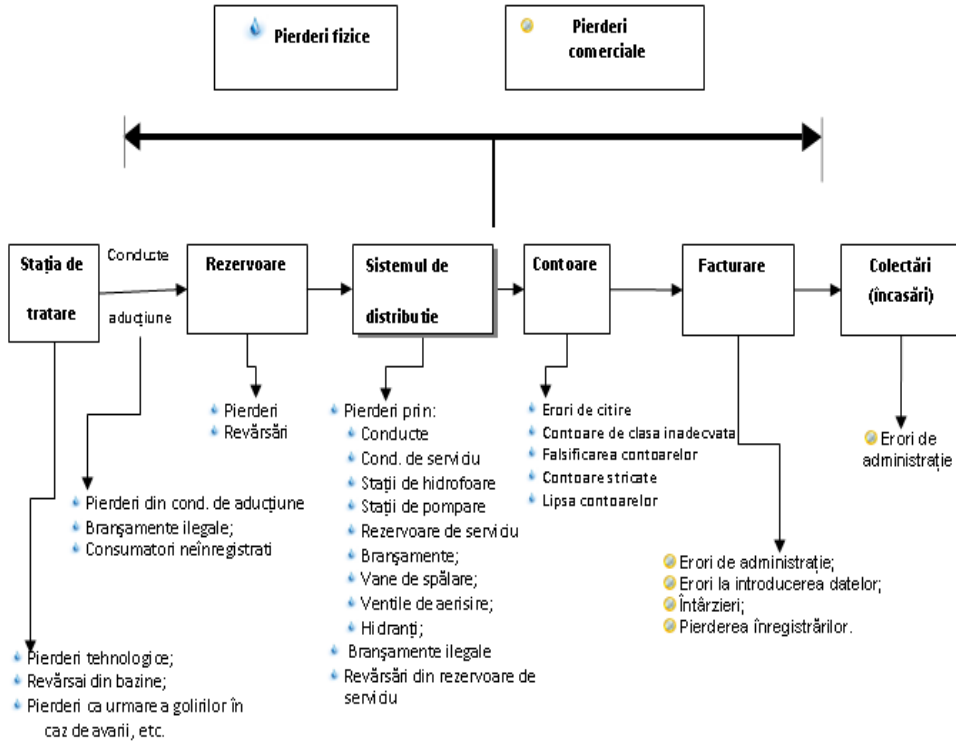 Pierderi fizice
Pierderi
comerciale
Stația de
tratare
Conducte
aducțiune
Rezervoare
Sistemul de
distributie
Contoare
Facturare
Colectări
(încasări)
Pierderi
Revărsări
Pierderi prin:
Conducte
Cond. de serviciu
Stații de hidrofoare
Stații de pompare
Rezervoare de serviciu
Branșamente;
Vane de spălare;
Ventile de aerisire;
Hidranți;
Branșamente ilegale
Revărsări din rezervoare de
serviciu
Erori de citire
Contoare de clasa inadecvata
Falsificarea contoarelor
Contoare stricate
Lipsa contoarelor
Erori de
administrație
Pierderi din cond. de aducțiune
Branșamente ilegale;
Consumatori neînregistrati
Erori de administrație;
Erori la introducerea datelor;
Întârzieri;
Pierderea înregistrărilor.
Pierderi tehnologice;
Revărsai din bazine;
Pierderi ca urmare a golirilor în
caz de avarii, etc.